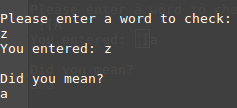 Please enter a word to check:
z
You entered: z
Did you mean?
a